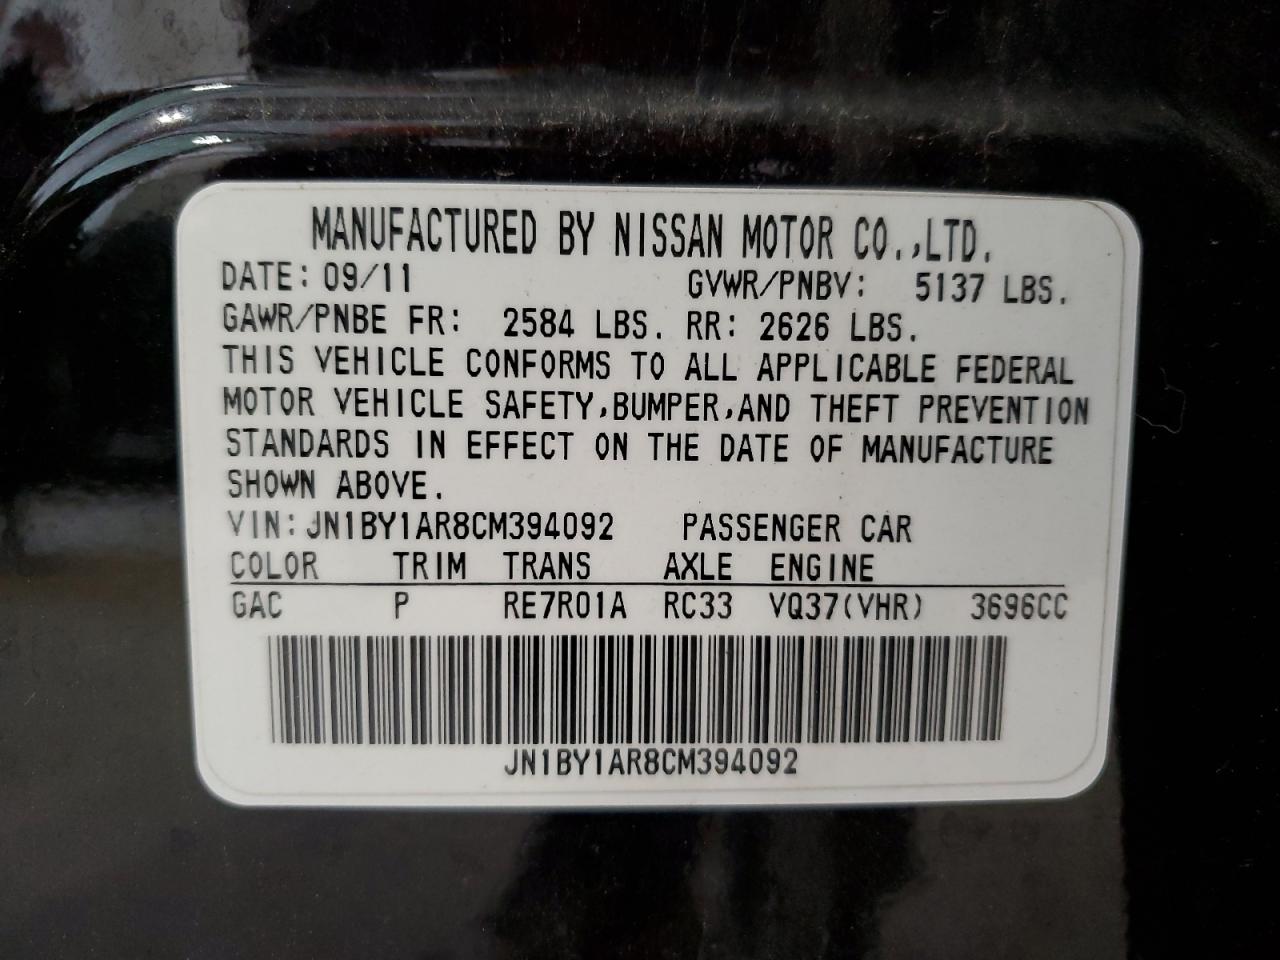 MANUFACTURED BY NISSAN MOTOR CO.,LTD.
DATE: 09/11 GVWR/PNBV: 5137 LBS.
GAWR/PNBE FR: 2584 LBS. RR: 2626 LBS.
THIS VEHICLE CONFORMS TO ALL APPLICABLE FEDERAL
MOTOR VEHICLE SAFETY,BUMPER,AND THEFT PREVENTION
STANDARDS IN EFFECT ON THE DATE OF MANUFACTURE
SHOWN ABOVE.
VIN: JN1BY1AR8CM394092 PASSENGER CAR
COLOR TRIM TRANS AXLE ENGINE
GAC P RE7R01A RC33 VQ37(VHR) 3696CC
JN1BY1AR8CM394092